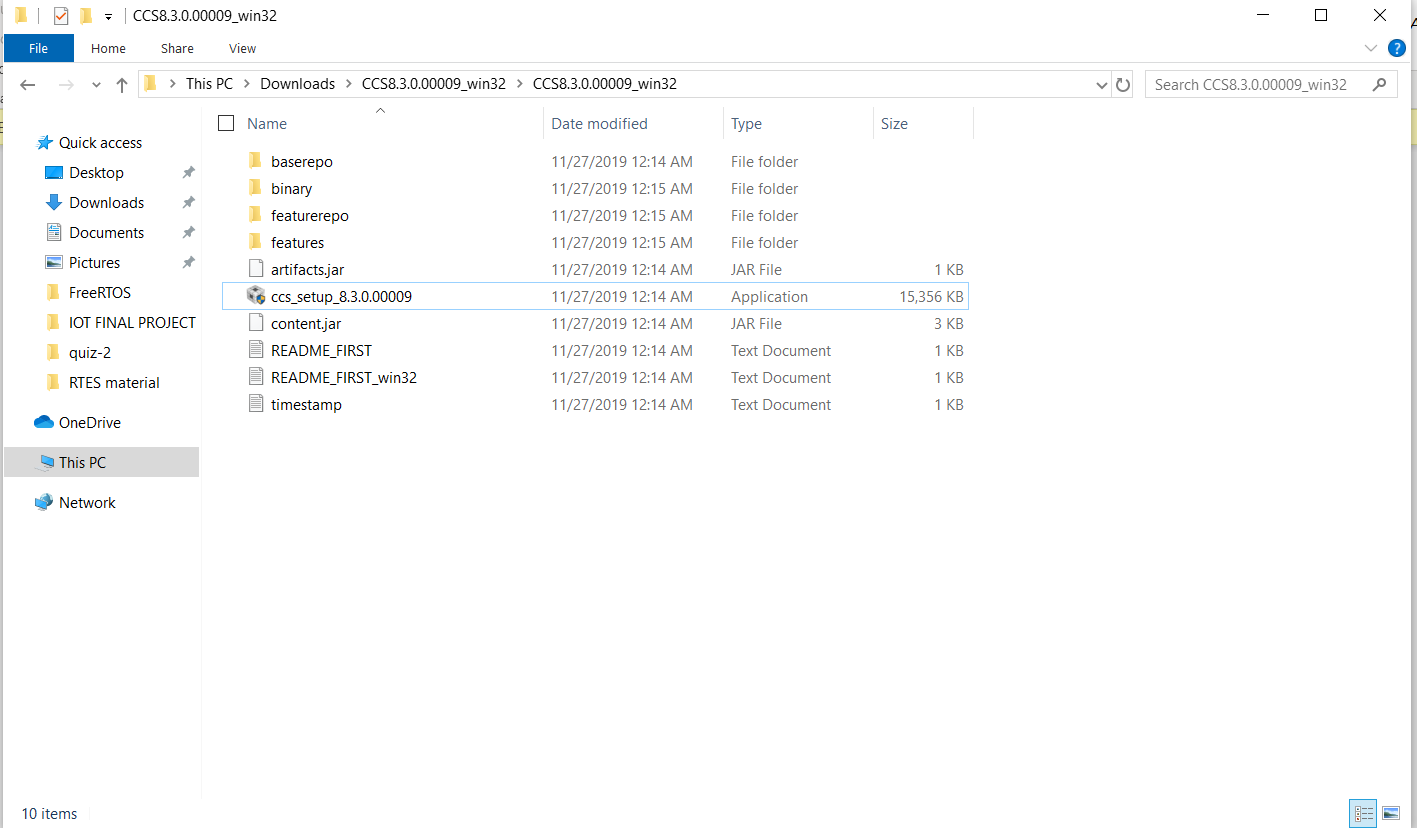 CCS8.3.0.00009_win32
File Home Share View
This PC > Downloads > CCS8.3.0.00009_win32 > CCS8.3.0.00009_win32
Search CCS8.3.0.00009_win32
Quick access
Desktop
Downloads
Documents
Pictures
FreeRTOS
IOT FINAL PROJECT
quiz-2
RTES material
OneDrive
This PC
Network
Name Date modified Type Size
baserepo 11/27/2019 12:14 AM File folder
binary 11/27/2019 12:15 AM File folder
featurerepo 11/27/2019 12:15 AM File folder
features 11/27/2019 12:15 AM File folder
artifacts.jar 11/27/2019 12:14 AM JAR File 1 KB
ccs_setup_8.3.0.00009 11/27/2019 12:14 AM Application 15,356 KB
content.jar 11/27/2019 12:14 AM JAR File 3 KB
README_FIRST 11/27/2019 12:14 AM Text Document 1 KB
README_FIRST_win32 11/27/2019 12:14 AM Text Document 1 KB
timestamp 11/27/2019 12:14 AM Text Document 1 KB
10 items